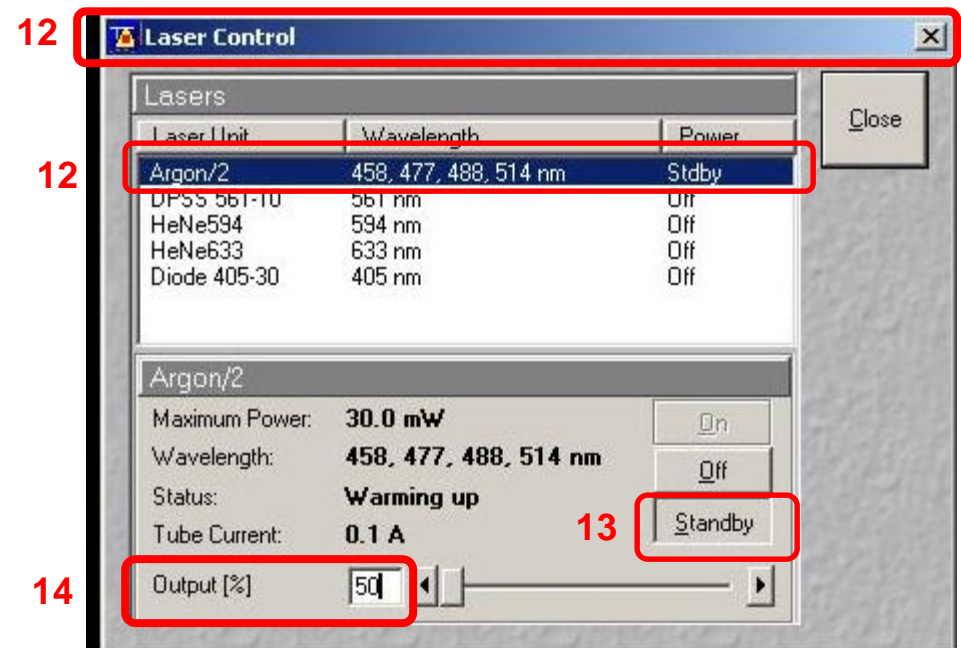 12 Laser Control
Lasers
Close
Laser Unit Wavelength Power
12 Argon/2 458, 477, 488, 514 nm Stdby
DPSS 561-10 561 nm Off
HeNe594 594 nm Off
HeNe633 633 nm Off
Diode 405-30 405 nm Off
Argon/2
Maximum Power: 30.0 mW On
Wavelength: 458, 477, 488, 514 nm Off
Status: Warming up
Tube Current: 0.1 A 13 Standby
14 Output [%] 50